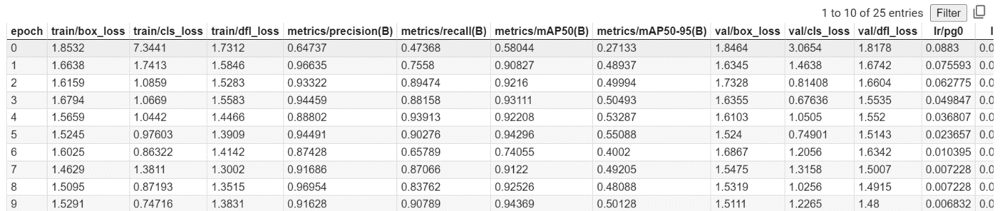 1 to 10 of 25 entries Filter
epoch train/box_loss train/cls_loss train/dfl_loss metrics/precision(B) metrics/recall(B) metrics/mAP50(B) metrics/mAP50-95(B) val/box_loss val/cls_loss val/dfl_loss lr/pg0 l
0 1.8532 7.3441 1.7312 0.64737 0.47368 0.58044 0.27133 1.8464 3.0654 1.8178 0.0883 0.0
1 1.6638 1.7413 1.5846 0.96635 0.7558 0.90827 0.48937 1.6345 1.4638 1.6742 0.075593 0.0
2 1.6159 1.0859 1.5283 0.93322 0.89474 0.9216 0.49994 1.7328 0.81408 1.6604 0.062775 0.0
3 1.6794 1.0669 1.5583 0.94459 0.88158 0.93111 0.50493 1.6355 0.67636 1.5535 0.049847 0.0
4 1.5659 1.0442 1.4466 0.88802 0.93913 0.92208 0.53287 1.6103 1.0505 1.552 0.036807 0.0
5 1.5245 0.97603 1.3909 0.94491 0.90276 0.94296 0.55088 1.524 0.74901 1.5143 0.023657 0.0
6 1.6025 0.86322 1.4142 0.87428 0.65789 0.74055 0.4002 1.6867 1.2056 1.6342 0.010395 0.0
7 1.4629 1.3811 1.3002 0.91686 0.87066 0.9122 0.49205 1.5475 1.3158 1.5007 0.007228 0.0
8 1.5095 0.87193 1.3515 0.96954 0.83762 0.92526 0.48088 1.5319 1.0256 1.4915 0.007228 0.0
9 1.5291 0.74716 1.3831 0.91628 0.90789 0.94369 0.50128 1.5111 1.2265 1.48 0.006832 0.0